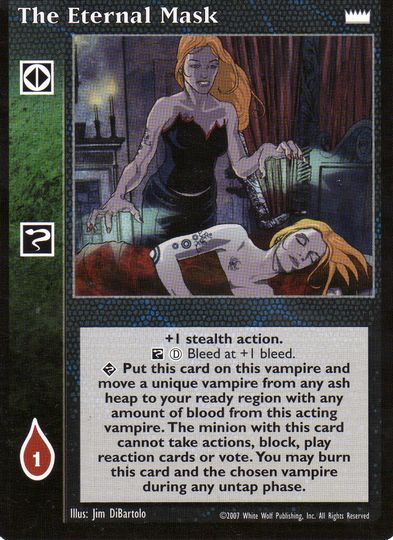 The Eternal Mask
+1 stealth action.
Ⓓ Bleed at +1 bleed.
Put this card on this vampire and
move a unique vampire from any ash
heap to your ready region with any
amount of blood from this acting
vampire. The minion with this card
cannot take actions, block, play
reaction cards or vote. You may burn
this card and the chosen vampire
during any untap phase.
1
Illus: Jim DiBartolo ©2007 White Wolf Publishing, Inc. All Rights Reserved